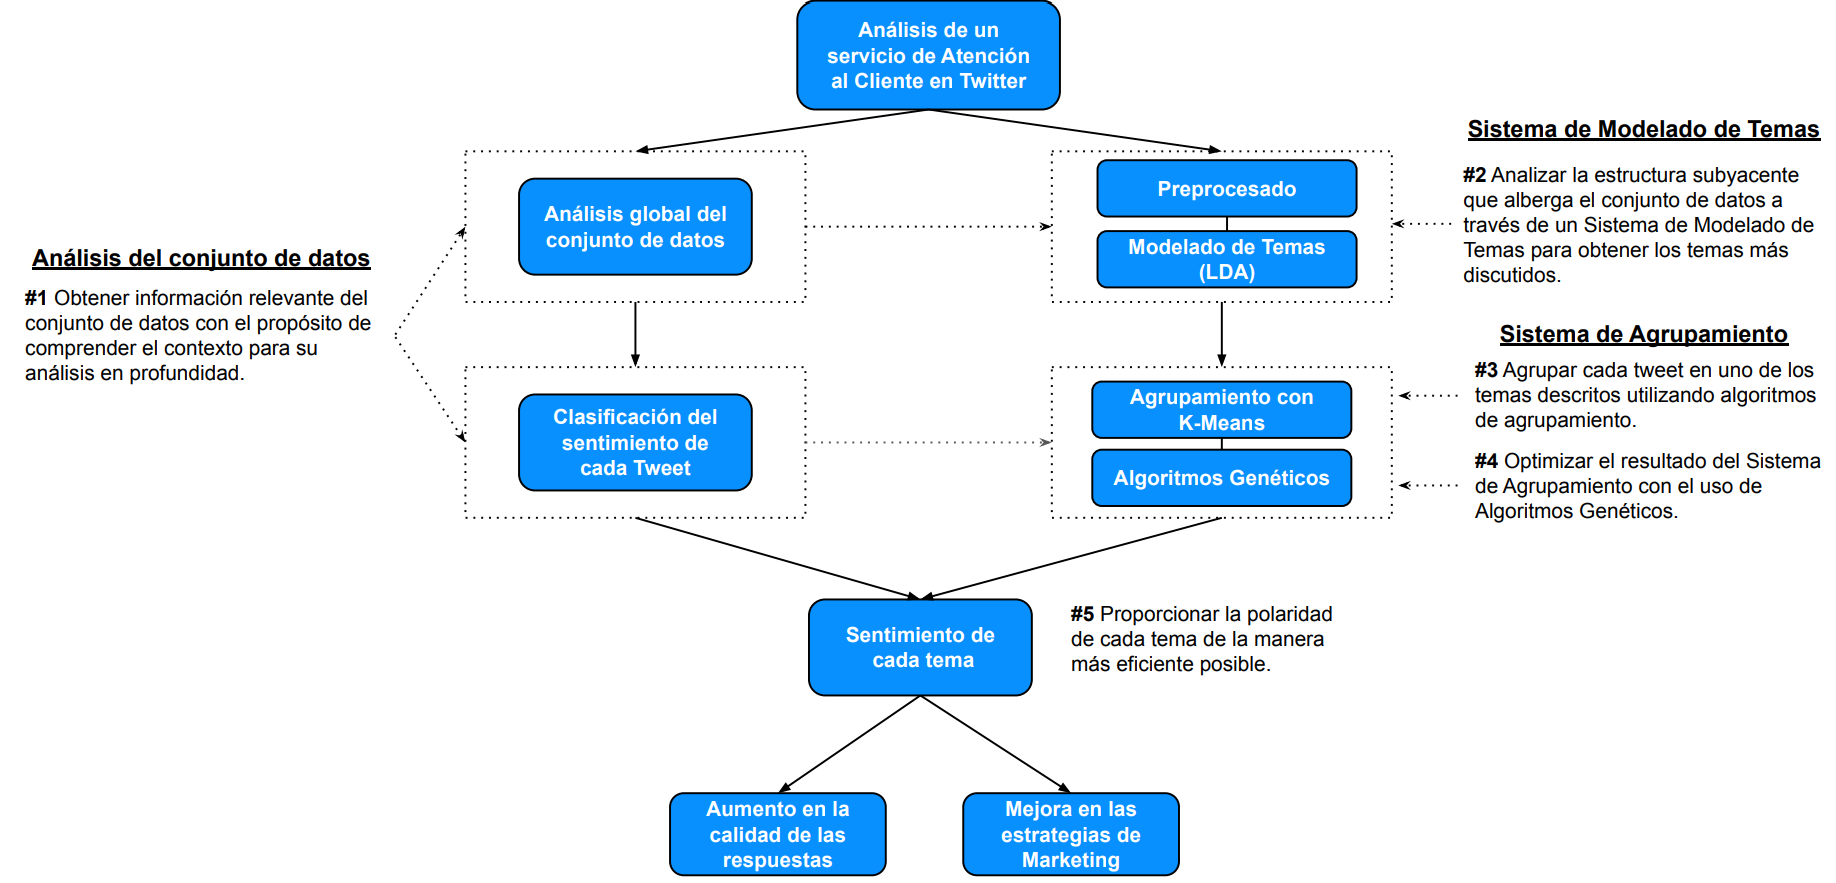 Análisis de un
servicio de Atención
al Cliente en Twitter
Análisis del conjunto de datos
#1 Obtener información relevante del
conjunto de datos con el propósito de
comprender el contexto para su
análisis en profundidad.
Análisis global del
conjunto de datos
Clasificación del
sentimiento de
cada Tweet
Preprocesado
Modelado de Temas
(LDA)
Agrupamiento con
K-Means
Algoritmos Genéticos
Sistema de Modelado de Temas
#2 Analizar la estructura subyacente
que alberga el conjunto de datos a
través de un Sistema de Modelado de
Temas para obtener los temas más
discutidos.
Sistema de Agrupamiento
#3 Agrupar cada tweet en uno de los
temas descritos utilizando algoritmos
de agrupamiento.
#4 Optimizar el resultado del Sistema
de Agrupamiento con el uso de
Algoritmos Genéticos.
Sentimiento de
cada tema
#5 Proporcionar la polaridad
de cada tema de la manera
más eficiente posible.
Aumento en la
calidad de las
respuestas
Mejora en las
estrategias de
Marketing